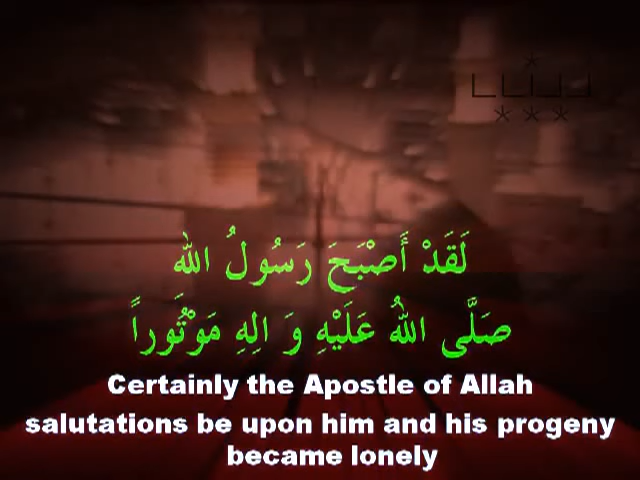 لَقَدْ أَصْبَحَ رَسُولُ اللهِ
صَلَّى اللهُ عَلَيْهِ وَ الِهِ مَوْتُوراً
Certainly the Apostle of Allah
salutations be upon him and his progeny
became lonely